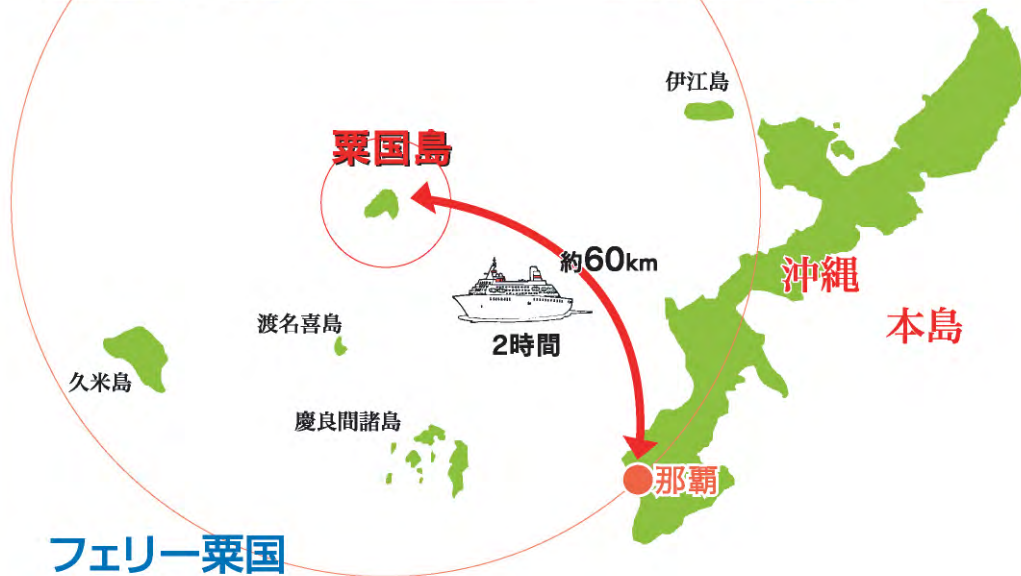 伊江島
粟国島
約60km
沖縄
渡名喜島
本島
2時間
久米島
慶良間諸島
那覇
フェリー粟国